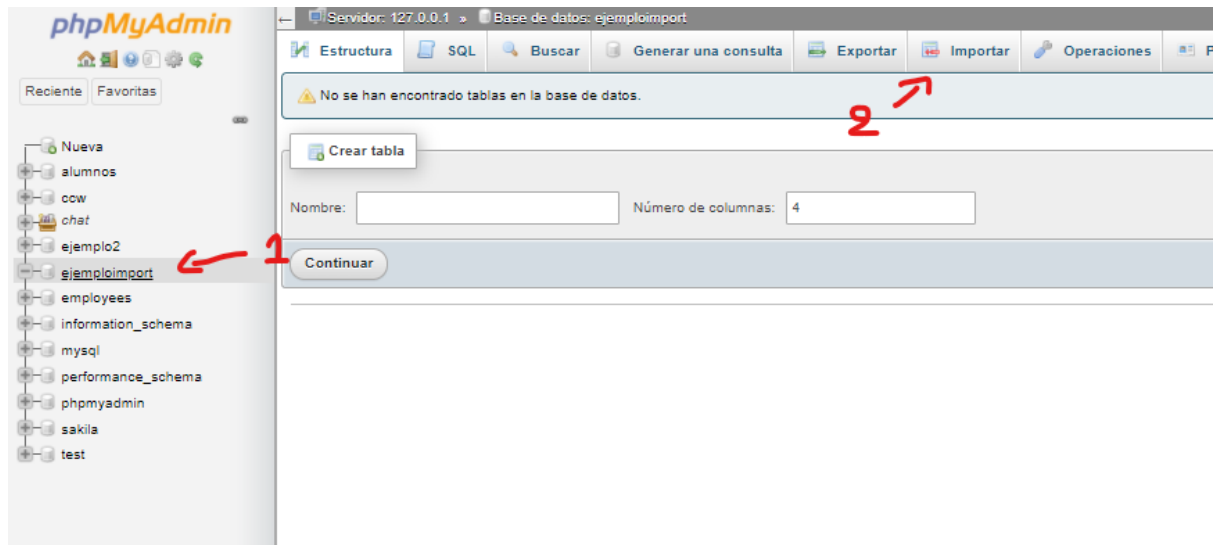 phpMyAdmin
Reciente Favoritas
Nueva
alumnos
ccw
chat
ejemplo2
ejemploimport
employees
information_schema
mysql
performance_schema
phpmyadmin
sakila
test
1
Servidor: 127.0.0.1 » Base de datos: ejemploimport
Estructura SQL Buscar Generar una consulta Exportar Importar Operaciones P
No se han encontrado tablas en la base de datos.
2
Crear tabla
Nombre: Número de columnas: 4
Continuar